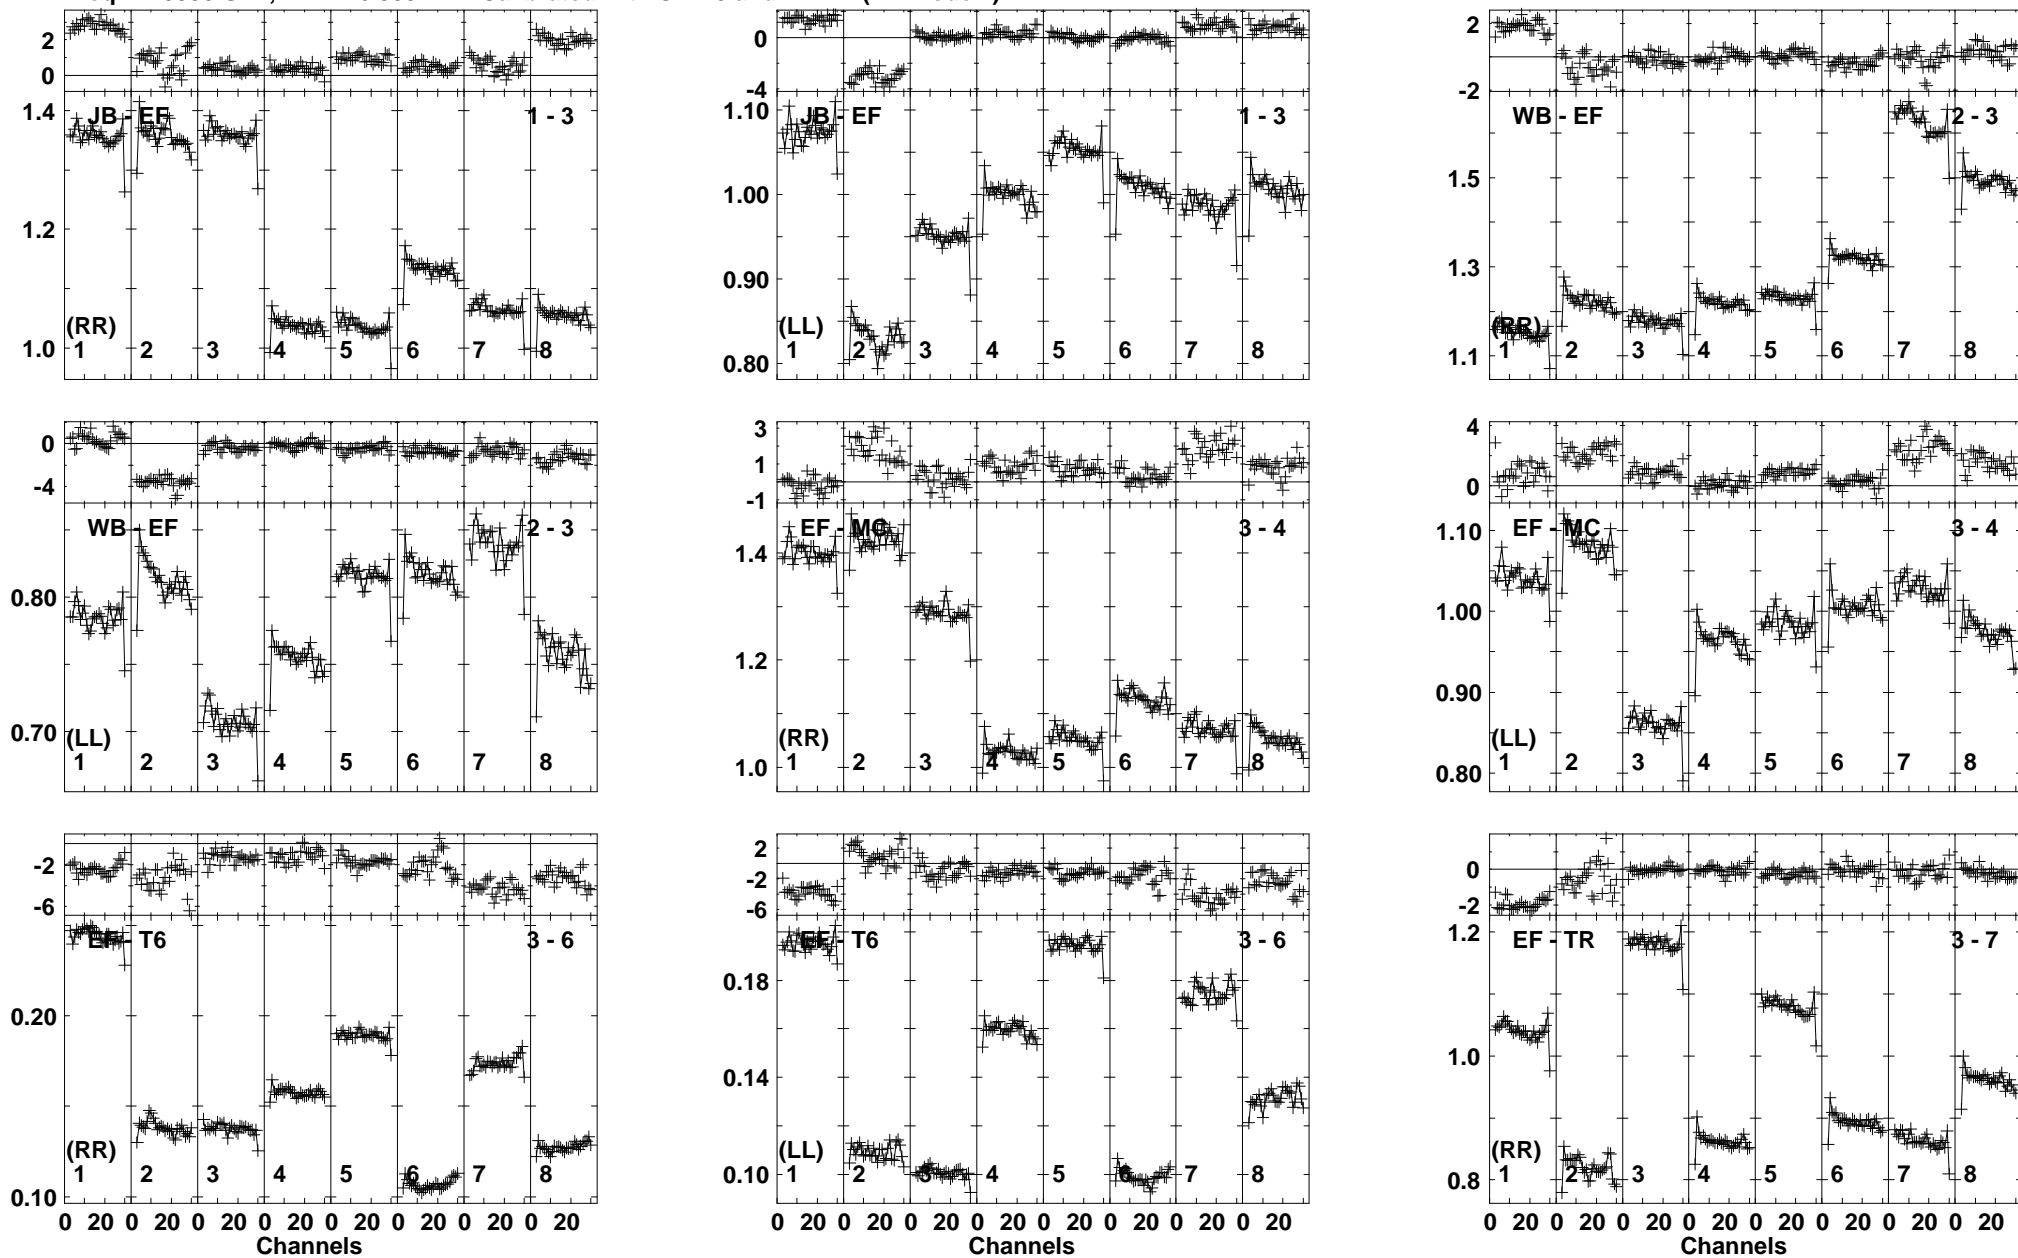 2 0 0 -4 2 -2
JB - EF 1 - 3 JB - EF 1 - 3 WB - EF 2 - 3
1.4 1.2 1.0 1.10 1.00 0.90 0.80 1.5 1.3 1.1
(RR) (RR)
1 2 3 4 5 6 7 8 1 2 3 4 5 6 7 8 1 2 3 4 5 6 7 8
(LL)
0 -4 3 1 -1 4 2 0
WB - EF 2 - 3 EF - MC 3 - 4 EF - MC 3 - 4
0.80 0.70 1.4 1.2 1.0 1.10 1.00 0.90 0.80
(LL) (RR) (LL)
1 2 3 4 5 6 7 8 1 2 3 4 5 6 7 8 1 2 3 4 5 6 7 8
-2 -6 2 -2 -6 0 -2
EF - T6 3 - 6 EF - T6 3 - 6 EF - TR 3 - 7
0.20 0.10 0.18 0.14 0.10 1.2 1.0 0.8
(RR) (LL) (RR)
1 2 3 4 5 6 7 8 1 2 3 4 5 6 7 8 1 2 3 4 5 6 7 8
0 20 0 20 0 20 0 20 0 20 0 20 0 20 0 20 0 20 0 20 0 20 0 20 0 20 0 20 0 20 0 20 0 20 0 20 0 20 0 20 0 20 0 20 0 20 0 20
Channels Channels Channels